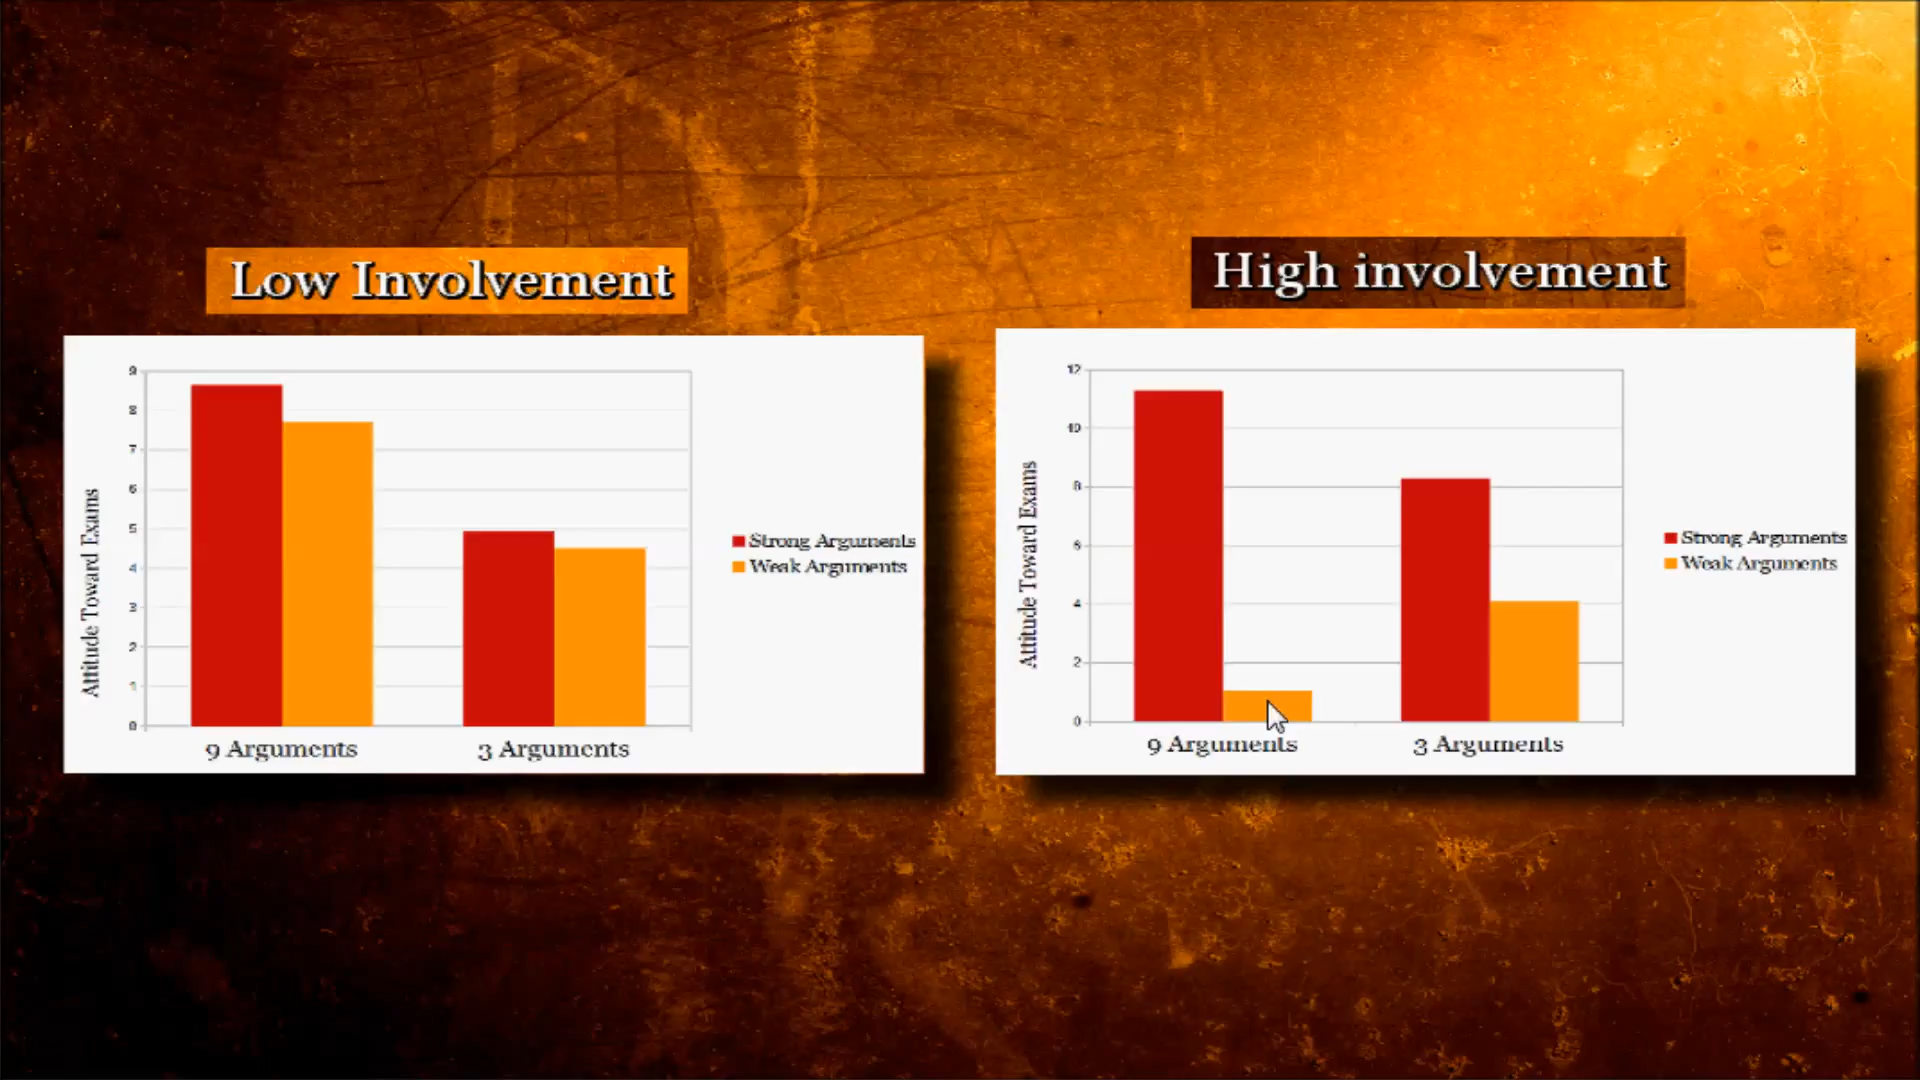 Low Involvement
9
8
7
6
5
4
3
2
1
0
Attitude Toward Exams
9 Arguments
3 Arguments
Strong Arguments
Weak Arguments
High involvement
12
10
8
6
4
2
0
Attitude Toward Exams
9 Arguments
3 Arguments
Strong Arguments
Weak Arguments